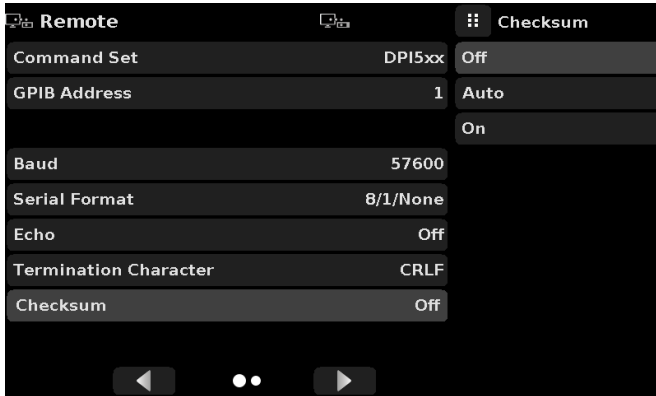 Remote
Command Set DPI5xx
GPIB Address 1
Baud 57600
Serial Format 8/1/None
Echo Off
Termination Character CRLF
Checksum Off
Checksum
Off
Auto
On